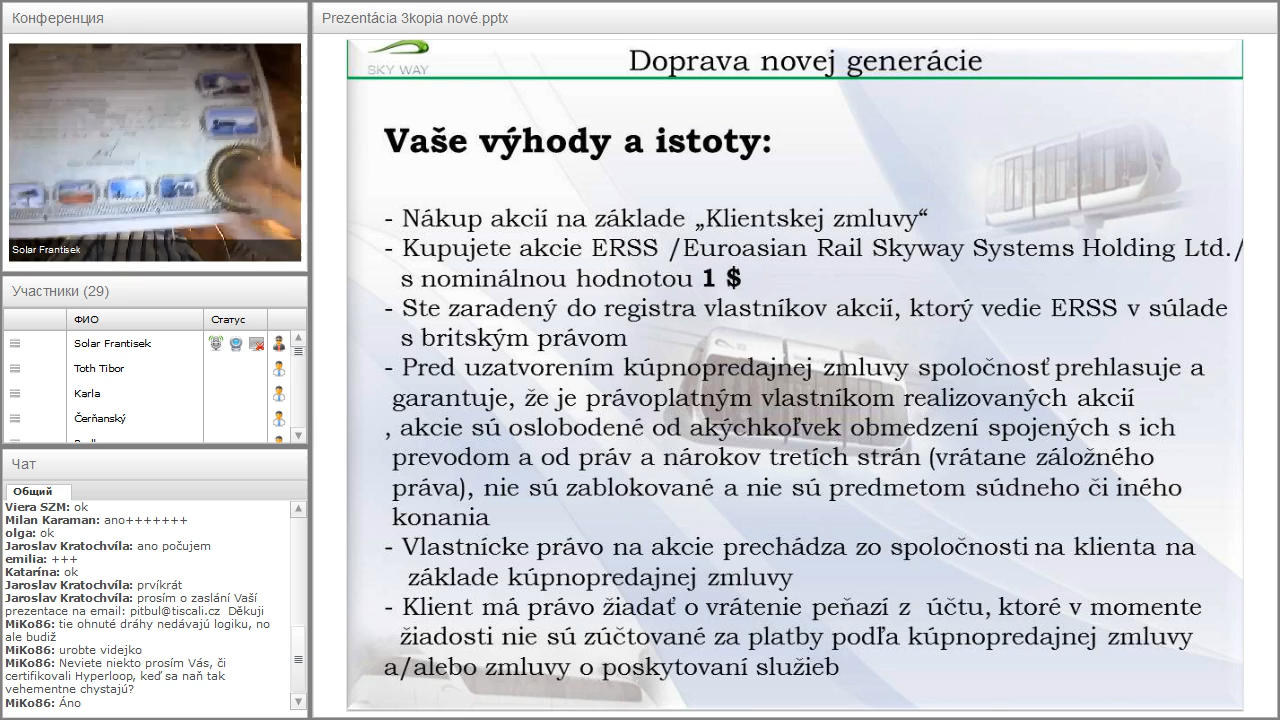 Конференция
Solar Frantisek
Участники (29)
ФИО
Статус
Solar Frantisek
Toth Tibor
Karla
Čerňanský
Чат
Общий
Viera SZM: ok
Milan Karaman: ano+++++++
olga: ok
Jaroslav Kratochvíla: ano počujem
emilia: +++
Katarína: ok
Jaroslav Kratochvíla: prvíkrát
Jaroslav Kratochvíla: prosím o zaslání Vaší
prezentace na email: pitbul@tiscali.cz Děkuji
MiKo86: tie ohnuté dráhy nedávajú logiku, no
ale budiž
MiKo86: urobte videjko
MiKo86: Neviete niekto prosím Vás, či
certifikovali Hyperloop, keď sa naň tak
vehementne chystajú?
MiKo86: Áno
Prezentácia 3kopia nové.pptx
SKY WAY
Doprava novej generácie
Vaše výhody a istoty:
- Nákup akcií na základe „Klientskej zmluvy“
- Kupujete akcie ERSS /Euroasian Rail Skyway Systems Holding Ltd./
s nominálnou hodnotou 1 $
- Ste zaradený do registra vlastníkov akcií, ktorý vedie ERSS v súlade
s britským právom
- Pred uzatvorením kúpnopredajnej zmluvy spoločnosť prehlasuje a
garantuje, že je právoplatným vlastníkom realizovaných akcií
, akcie sú oslobodené od akýchkoľvek obmedzení spojených s ich
prevodom a od práv a nárokov tretích strán (vrátane záložného
práva), nie sú zablokované a nie sú predmetom súdneho či iného
konania
- Vlastnícke právo na akcie prechádza zo spoločnosti na klienta na
základe kúpnopredajnej zmluvy
- Klient má právo žiadať o vrátenie peňazí z účtu, ktoré v momente
žiadosti nie sú zúčtované za platby podľa kúpnopredajnej zmluvy
a/alebo zmluvy o poskytovaní služieb